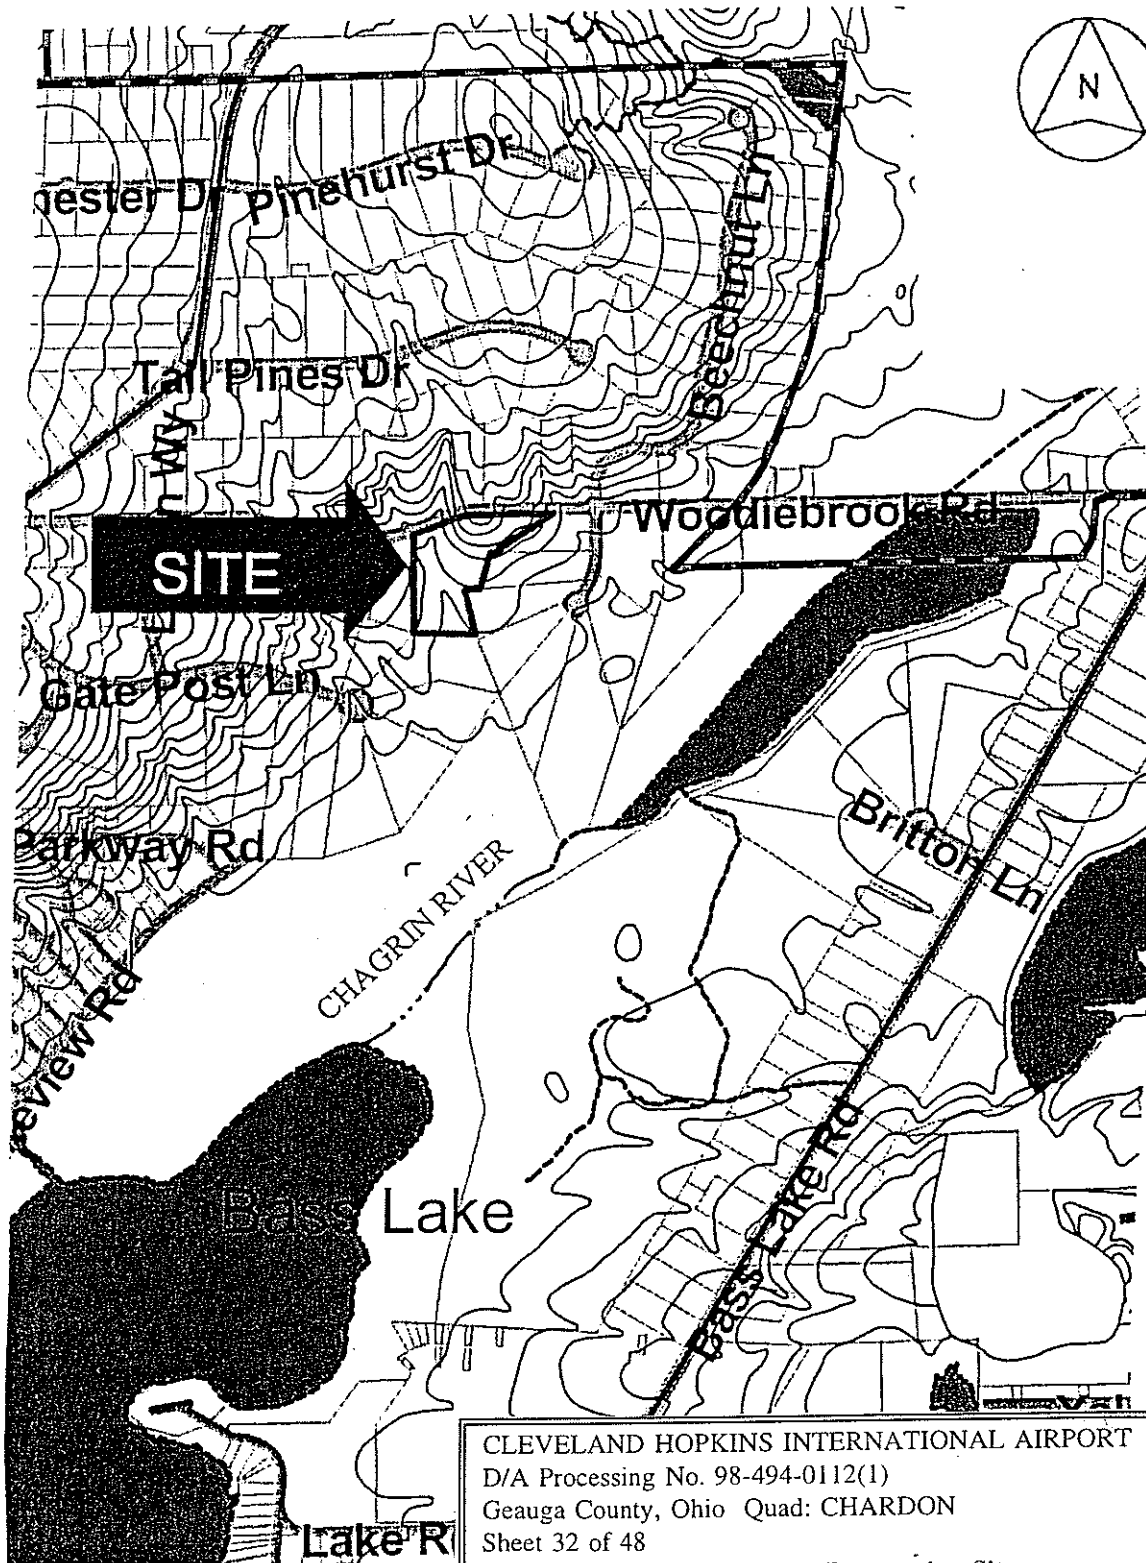 N
Pinehurst Dr
Beechnut Ln
Tall Pines Dr
Woodiebrook Rd
SITE
Gate Post Ln
Parkway Rd
Britton Ln
CHAGRIN RIVER
Bass Lake
Bass Lake Rd
CLEVELAND HOPKINS INTERNATIONAL AIRPORT
D/A Processing No. 98-494-0112(1)
Geauga County, Ohio Quad: CHARDON
Sheet 32 of 48
Lake R